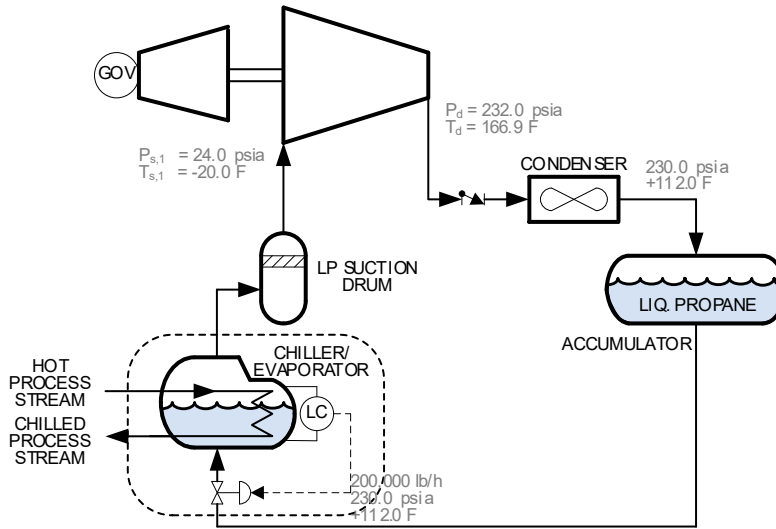 GOV
P_d = 232.0 psia
T_d = 166.9 F
P_s,1 = 24.0 psia
T_s,1 = -20.0 F
CONDENSER
230.0 psia
+112.0 F
LP SUCTION
DRUM
LIQ. PROPANE
ACCUMULATOR
CHILLER/
EVAPORATOR
HOT
PROCESS
STREAM
LC
CHILLED
PROCESS
STREAM
200,000 lb/h
230.0 psia
+112.0 F